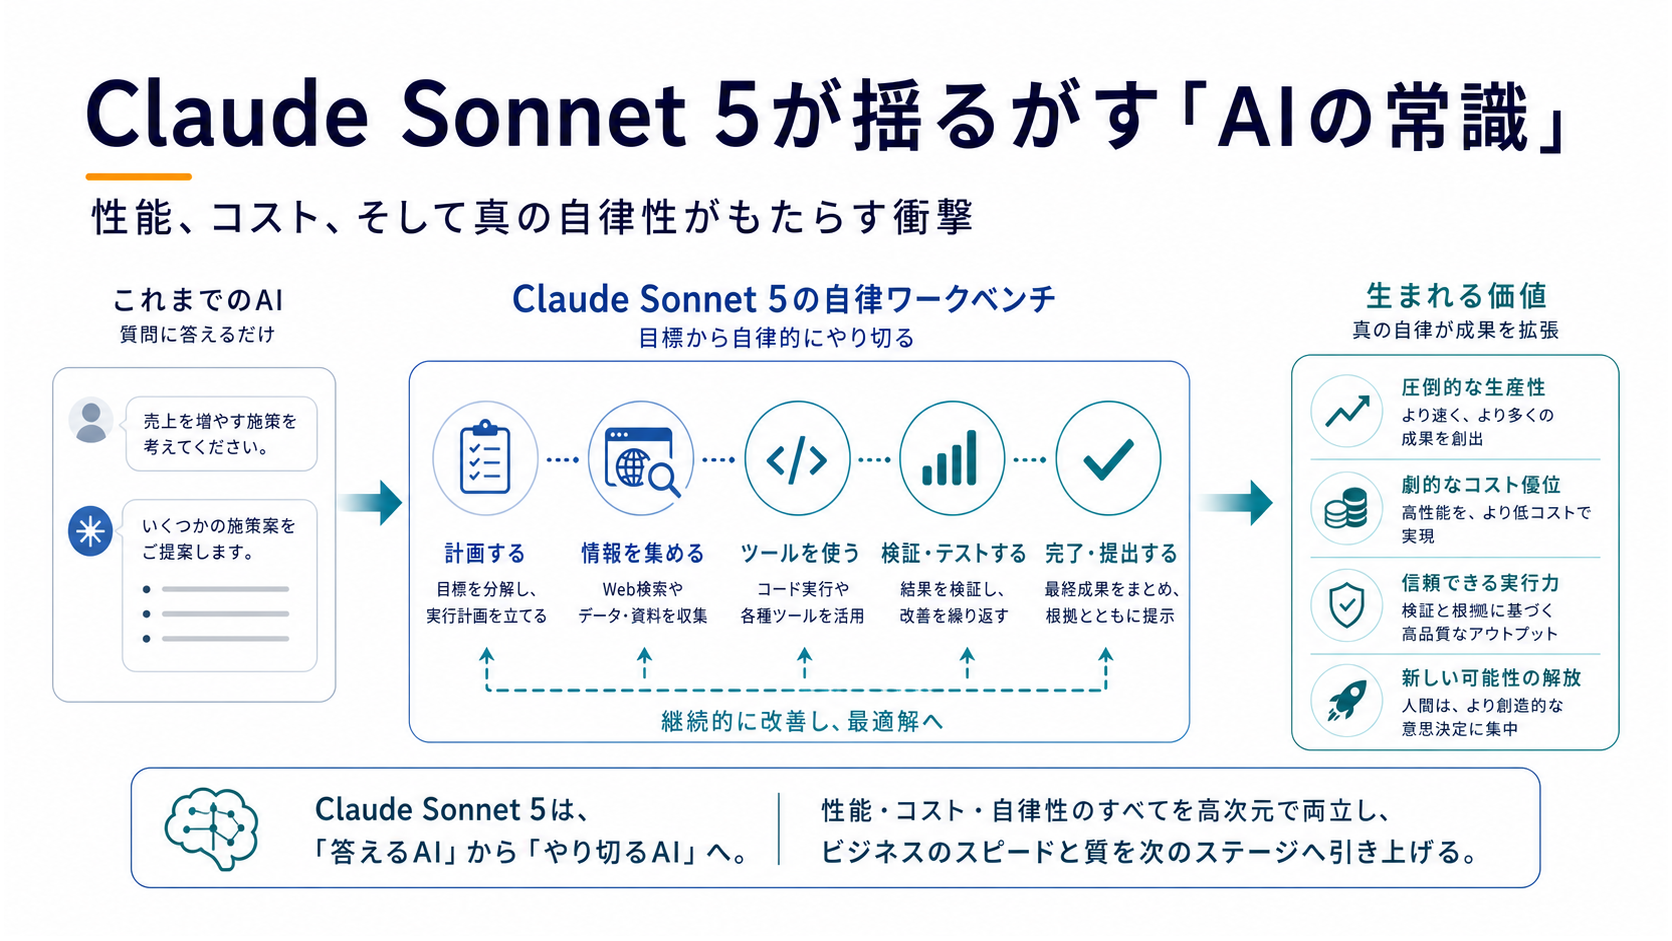 Claude Sonnet 5が揺るがす「AIの常識」
性能、コスト、そして真の自律性がもたらす衝撃
これまでのAI
質問に答えるだけ
売上を増やす施策を
考えてください。
いくつかの施策案を
ご提案します。
Claude Sonnet 5の自律ワークベンチ
目標から自律的にやり切る
計画する
目標を分解し、
実行計画を立てる
情報を集める
Web検索や
データ・資料を収集
ツールを使う
コード実行や
各種ツールを活用
検証・テストする
結果を検証し、
改善を繰り返す
完了・提出する
最終成果をまとめ、
根拠とともに提示
継続的に改善し、最適解へ
生まれる価値
真の自律が成果を拡張
圧倒的な生産性
より速く、より多くの
成果を創出
劇的なコスト優位
高性能を、より低コストで
実現
信頼できる実行力
検証と根拠に基づく
高品質なアウトプット
新しい可能性の解放
人間は、より創造的な
意思決定に集中
Claude Sonnet 5は、
「答えるAI」から「やり切るAI」へ。
性能・コスト・自律性のすべてを高次元で両立し、
ビジネスのスピードと質を次のステージへ引き上げる。